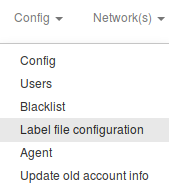 Config Network(s)
Config
Users
Blacklist
Label file configuration
Agent
Update old account info